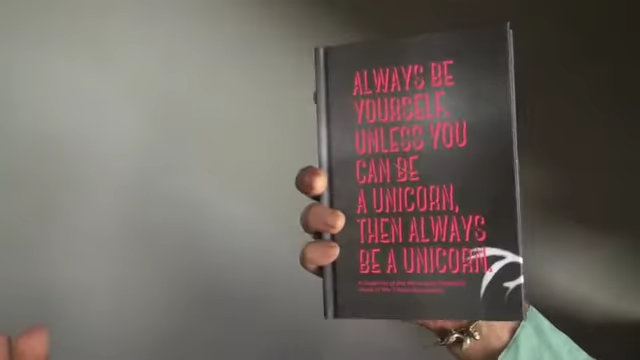 ALWAYS BE
YOURSELF.
UNLESS YOU
CAN BE
A UNICORN,
THEN ALWAYS
BE A UNICORN.